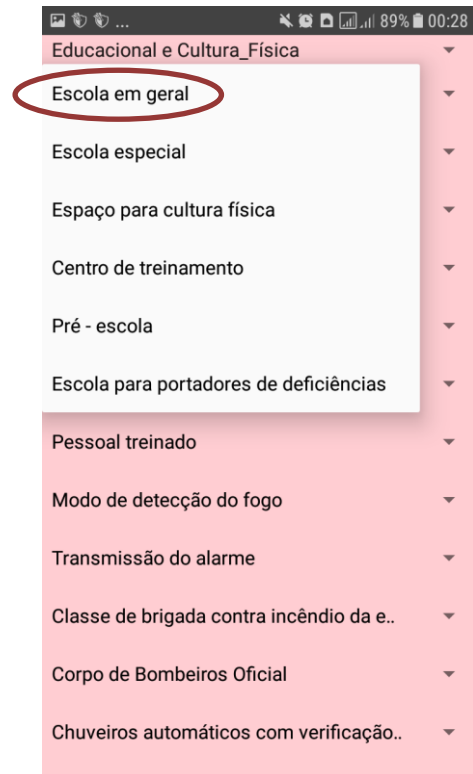 ... 89% 00:28
Educacional e Cultura_Física
Escola em geral
Escola especial
Espaço para cultura física
Centro de treinamento
Pré - escola
Escola para portadores de deficiências
Pessoal treinado
Modo de detecção do fogo
Transmissão do alarme
Classe de brigada contra incêndio da e..
Corpo de Bombeiros Oficial
Chuveiros automáticos com verificação..